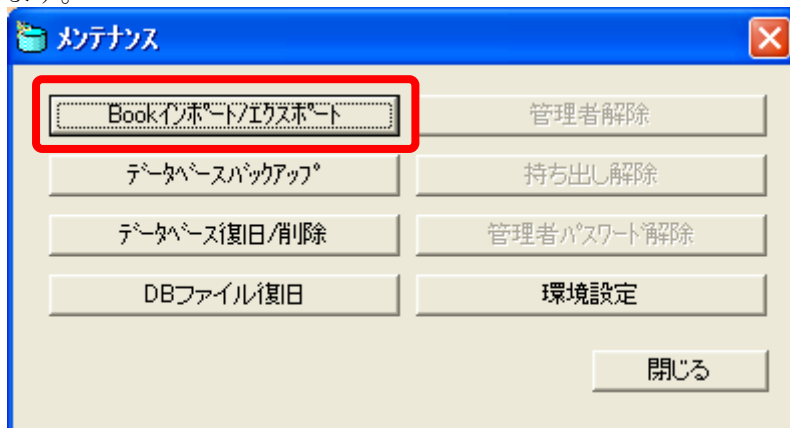 ます。
メンテナンス
Bookインポート/エクスポート
管理者解除
データベースバックアップ
持ち出し解除
データベース復旧/削除
管理者パスワード解除
DBファイル復旧
環境設定
閉じる